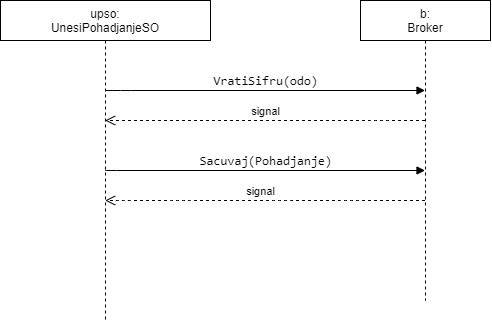 upso:
UnesiPohadjanjeSO
b:
Broker
VratiSifru(odo)
signal
Sacuvaj(Pohadjanje)
signal